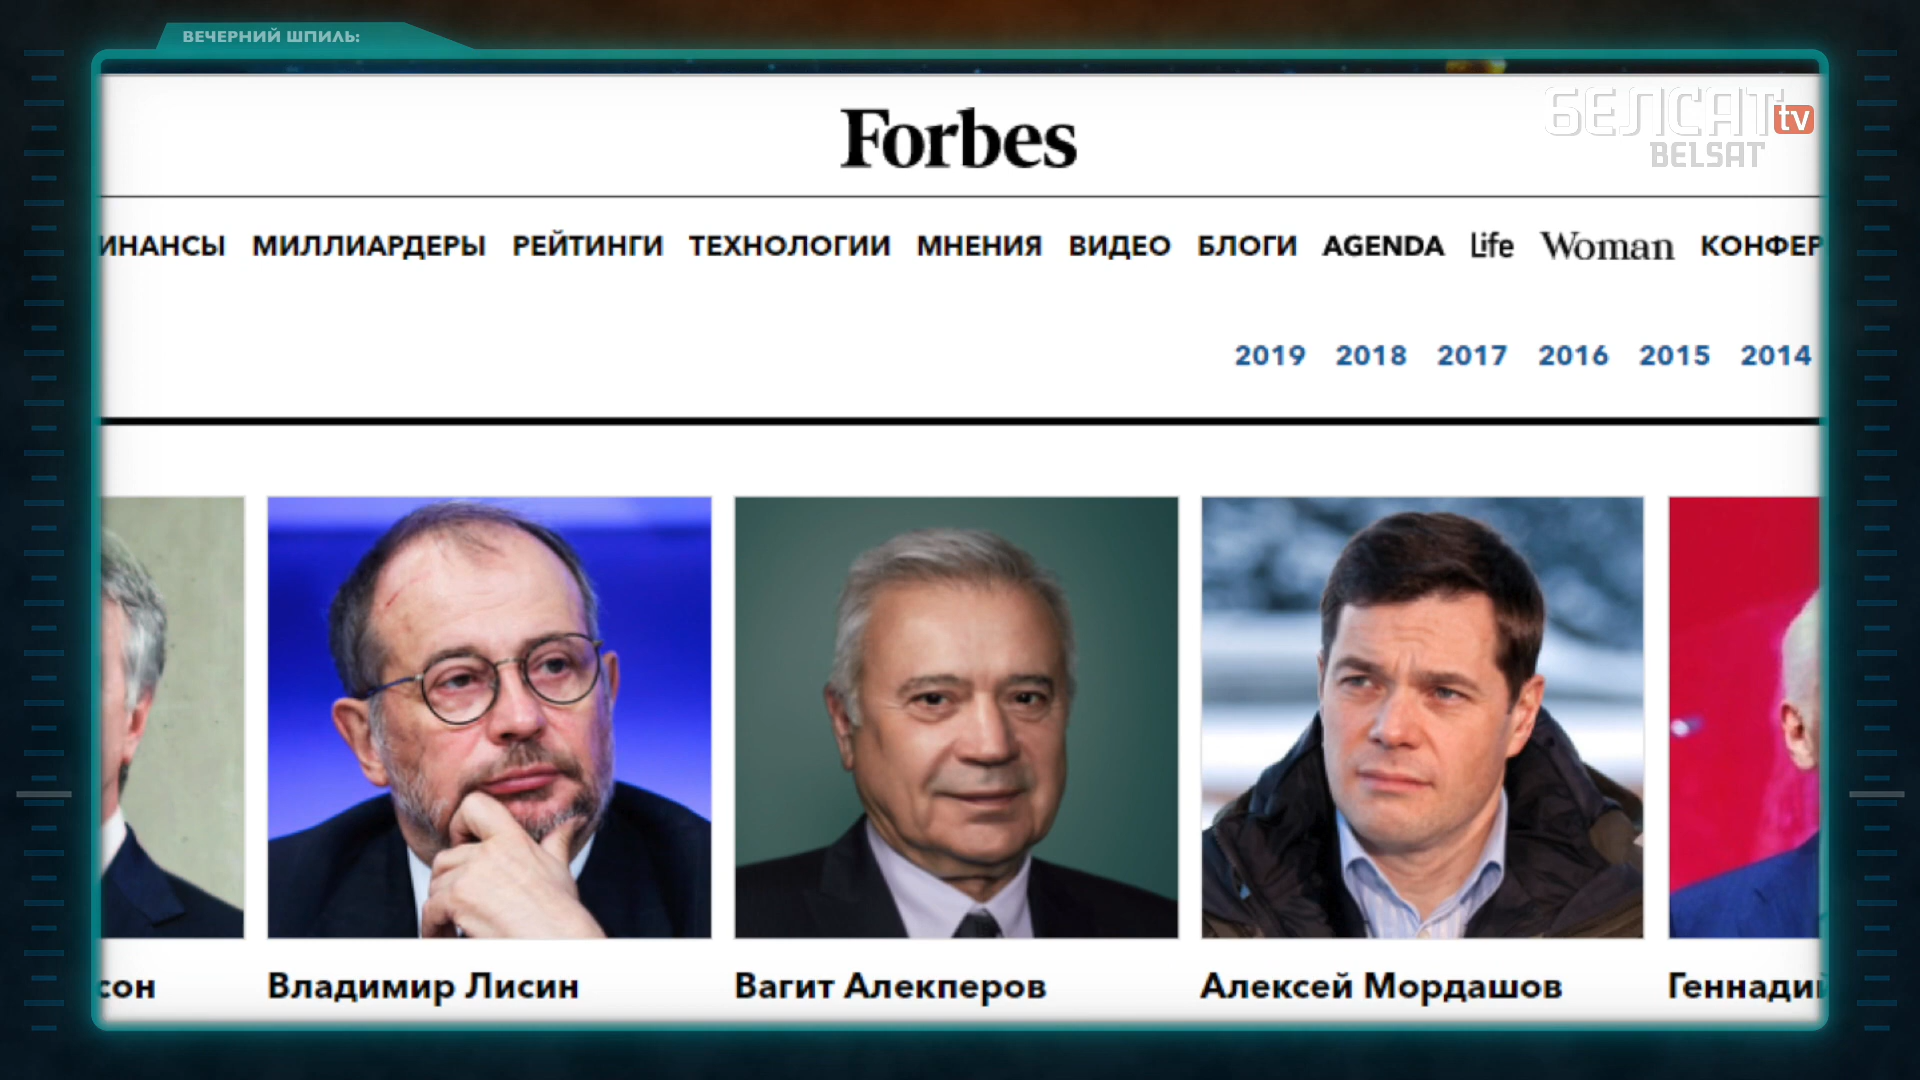 ВЕЧЕРНИЙ ШПИЛЬ:
БЕЛСАТ tv
BELSAT
Forbes
ИНАНСЫ МИЛЛИАРДЕРЫ РЕЙТИНГИ ТЕХНОЛОГИИ МНЕНИЯ ВИДЕО БЛОГИ AGENDA Life Woman КОНФЕР
2019 2018 2017 2016 2015 2014
сон Владимир Лисин Вагит Алекперов Алексей Мордашов Геннадий